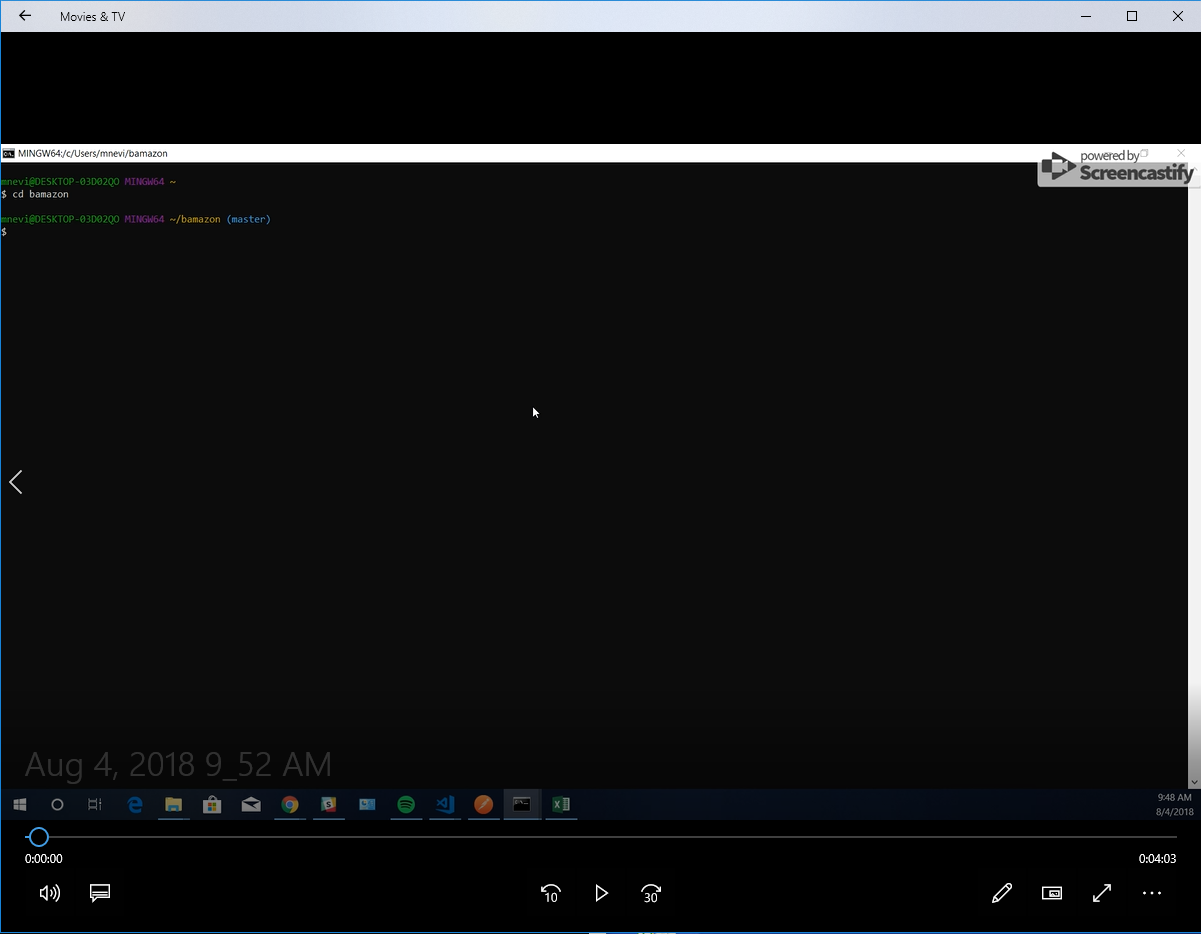 Movies & TV
MINGW64:/c/Users/mnevi/bamazon
powered by
Screencastify
mnevi@DESKTOP-03D02QO MINGW64 ~
$ cd bamazon
mnevi@DESKTOP-03D02QO MINGW64 ~/bamazon (master)
$
Aug 4, 2018 9_52 AM
9:48 AM
8/4/2018
0:00:00
0:04:03
10
30